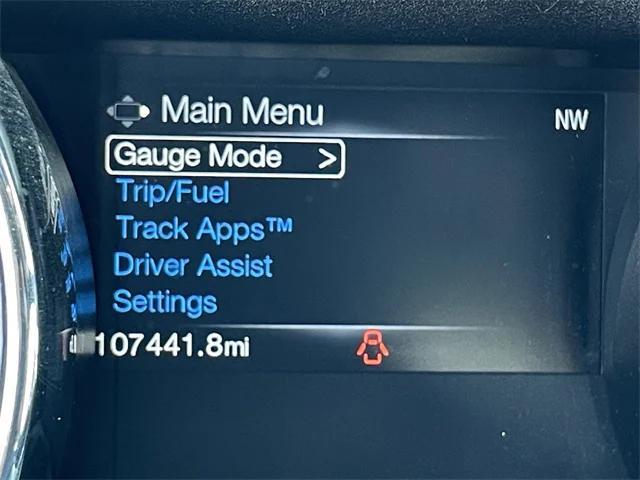 Main Menu
NW
Gauge Mode >
Trip/Fuel
Track Apps™
Driver Assist
Settings
107441.8mi